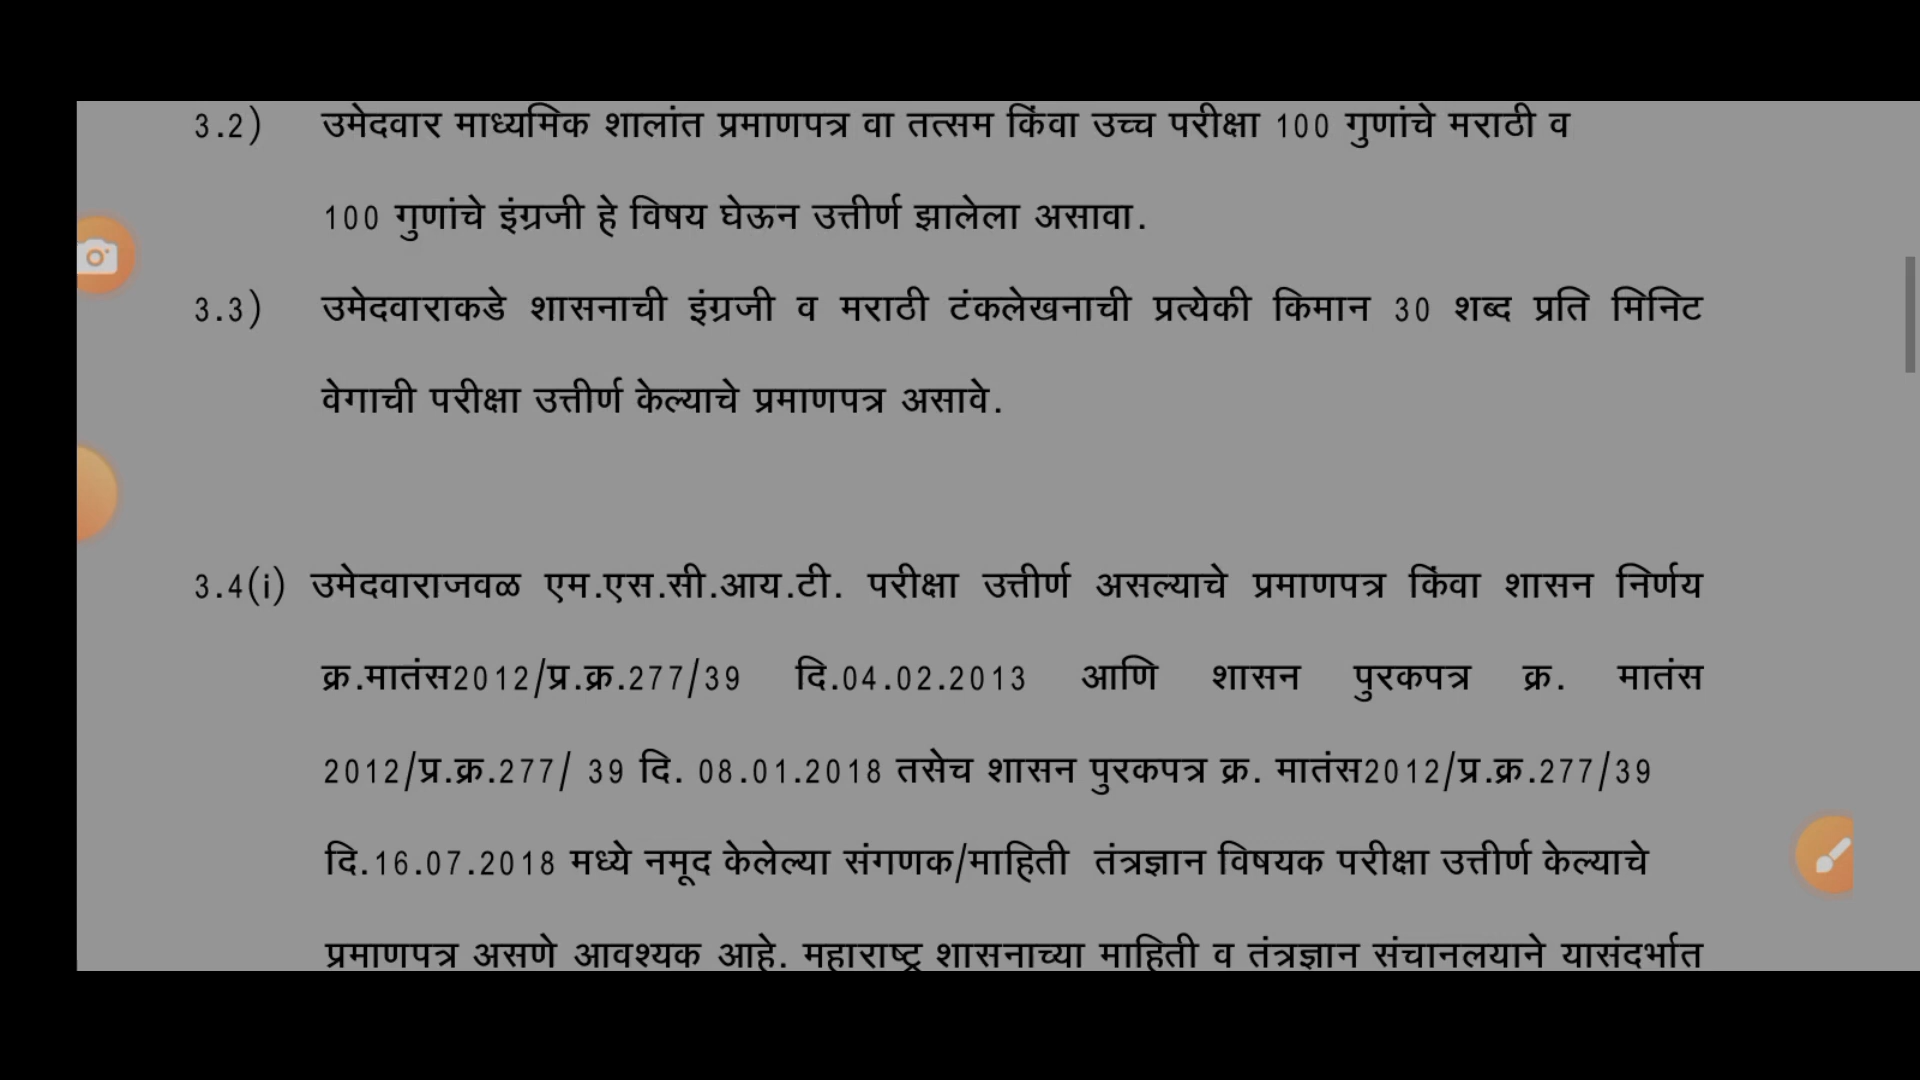 3.2) उमेदवार माध्यमिक शालांत प्रमाणपत्र वा तत्सम किंवा उच्च परीक्षा 100 गुणांचे मराठी व
100 गुणांचे इंग्रजी हे विषय घेऊन उत्तीर्ण झालेला असावा.
3.3) उमेदवाराकडे शासनाची इंग्रजी व मराठी टंकलेखनाची प्रत्येकी किमान 30 शब्द प्रति मिनिट
वेगाची परीक्षा उत्तीर्ण केल्याचे प्रमाणपत्र असावे.
3.4(i) उमेदवाराजवळ एम.एस.सी.आय.टी. परीक्षा उत्तीर्ण असल्याचे प्रमाणपत्र किंवा शासन निर्णय
क्र.मातंस2012/प्र.क्र.277/39 दि.04.02.2013 आणि शासन पुरकपत्र क्र. मातंस
2012/प्र.क्र.277/ 39 दि. 08.01.2018 तसेच शासन पुरकपत्र क्र. मातंस2012/प्र.क्र.277/39
दि.16.07.2018 मध्ये नमूद केलेल्या संगणक/माहिती तंत्रज्ञान विषयक परीक्षा उत्तीर्ण केल्याचे
प्रमाणपत्र असणे आवश्यक आहे. महाराष्ट्र शासनाच्या माहिती व तंत्रज्ञान संचानलयाने यासंदर्भात